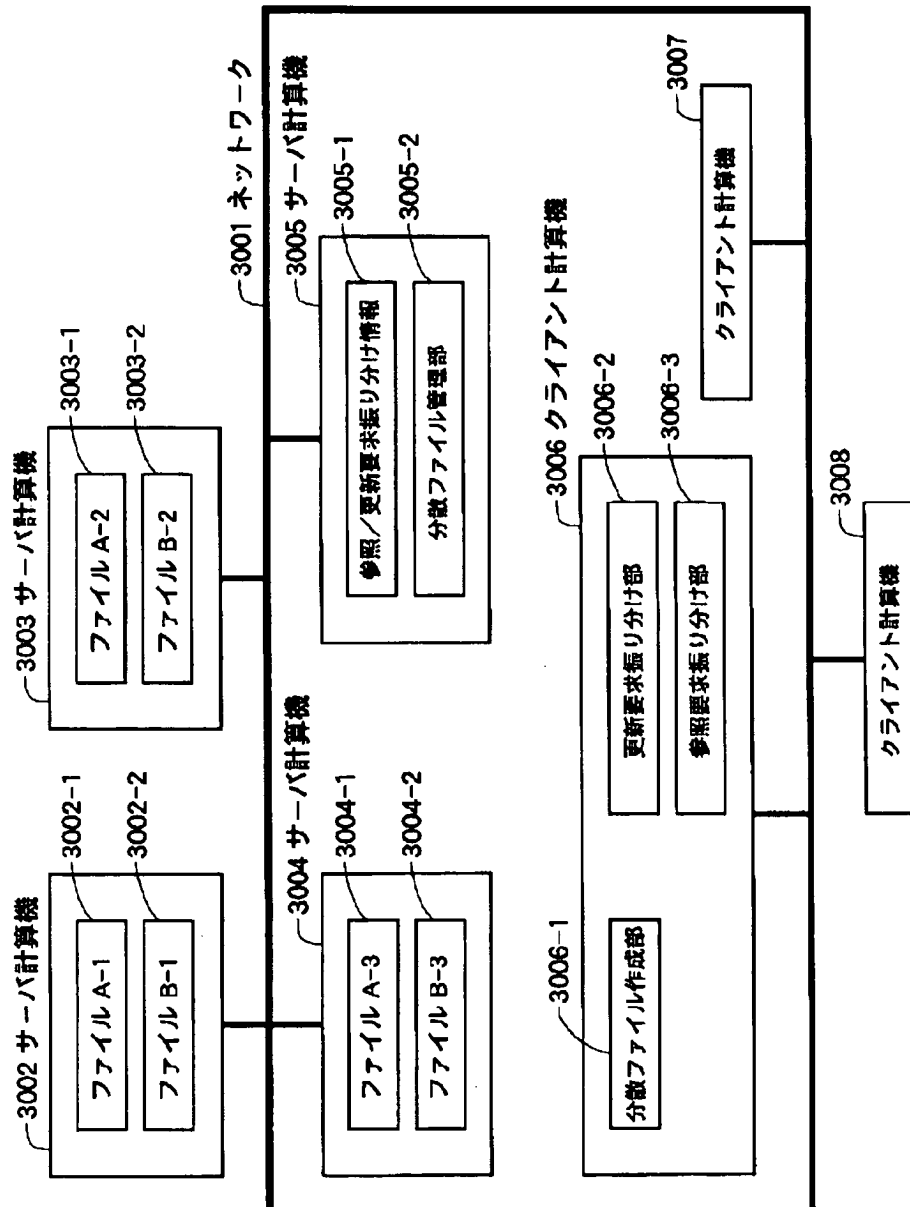 3002 サーバ計算機
3002-1
ファイル A-1
3002-2
ファイル B-1
3003 サーバ計算機
3003-1
ファイル A-2
3003-2
ファイル B-2
3001 ネットワーク
3004 サーバ計算機
3004-1
ファイル A-3
3004-2
ファイル B-3
3005 サーバ計算機
3005-1
参照／更新要求振り分け情報
3005-2
分散ファイル管理部
3006 クライアント計算機
3006-1
分散ファイル作成部
3006-2
更新要求振り分け部
3006-3
参照要求振り分け部
3007
クライアント計算機
3008
クライアント計算機